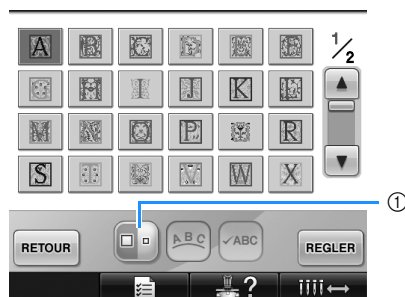 A B C
1/2
H I J K L
M N O P R
S T V W X
①
RETOUR
ABC
✓ABC
REGLER
?